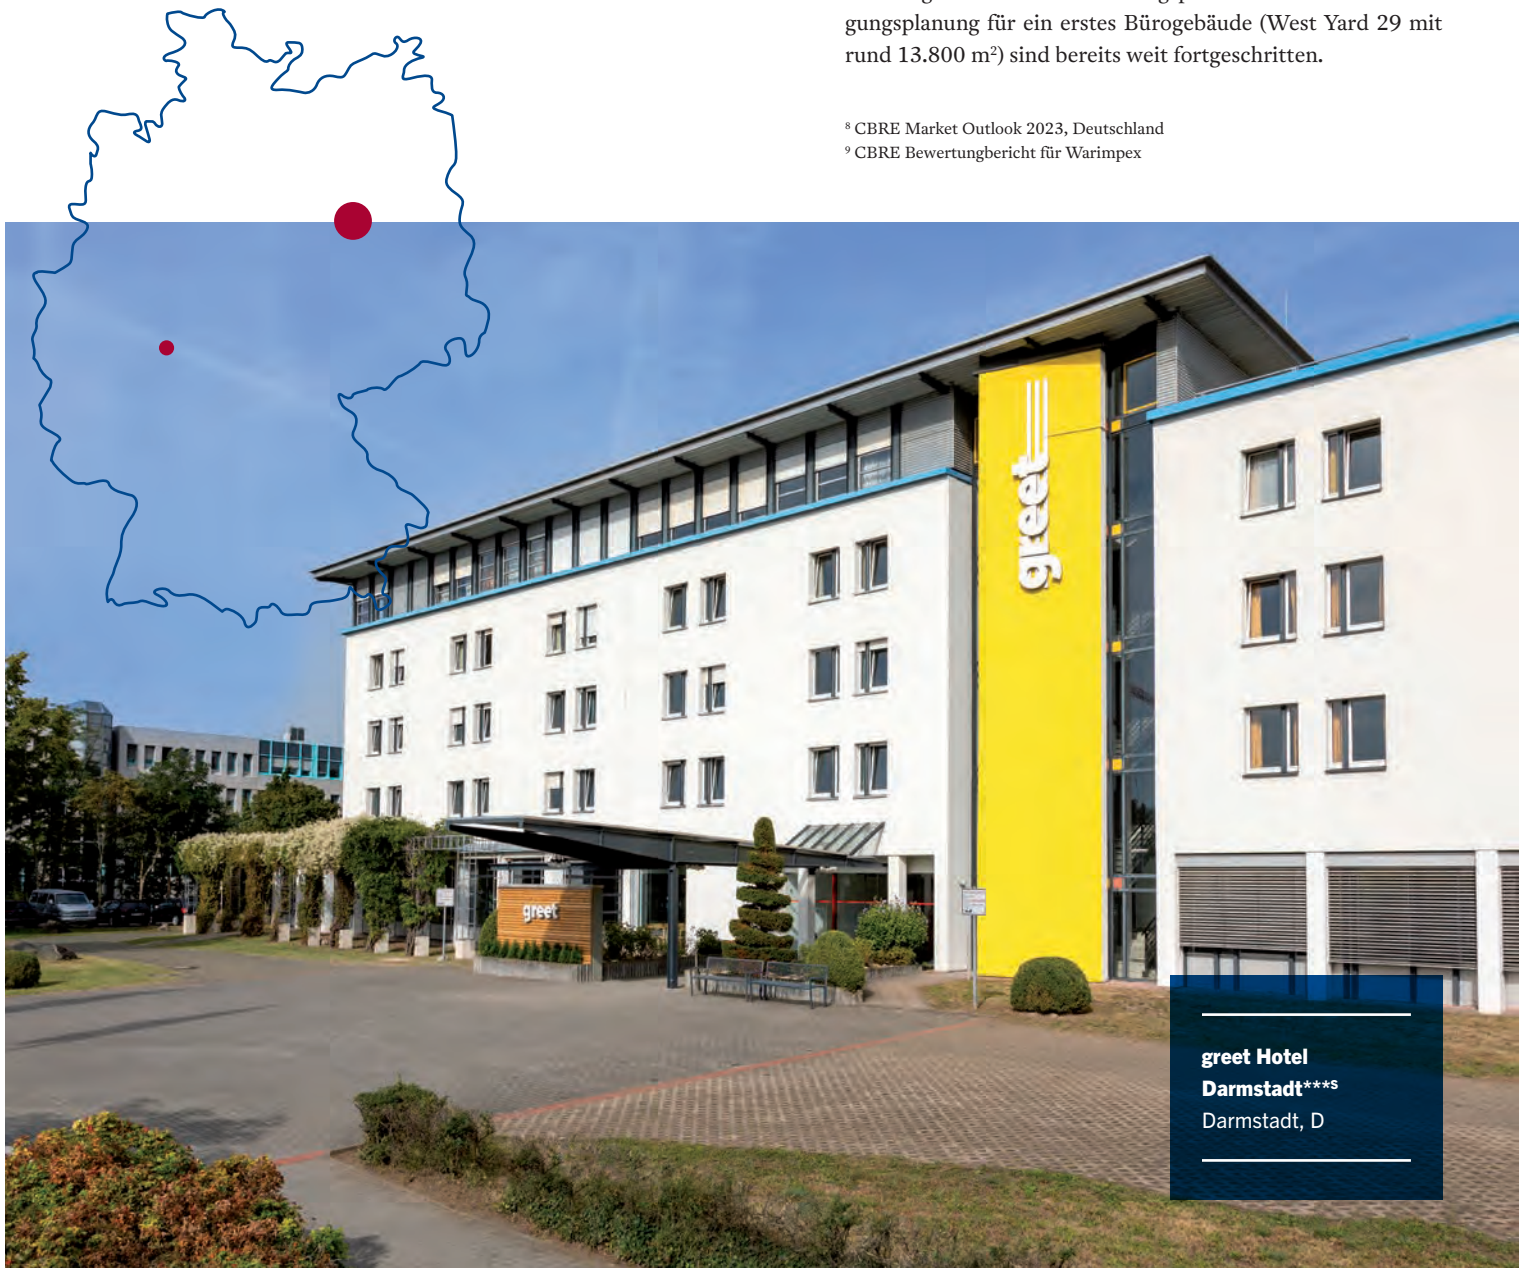 gungsplanung für ein erstes Bürogebäude (West Yard 29 mit
rund 13.800 m²) sind bereits weit fortgeschritten.
⁸ CBRE Market Outlook 2023, Deutschland
⁹ CBRE Bewertungbericht für Warimpex
greet
greet
greet Hotel
Darmstadt***S
Darmstadt, D